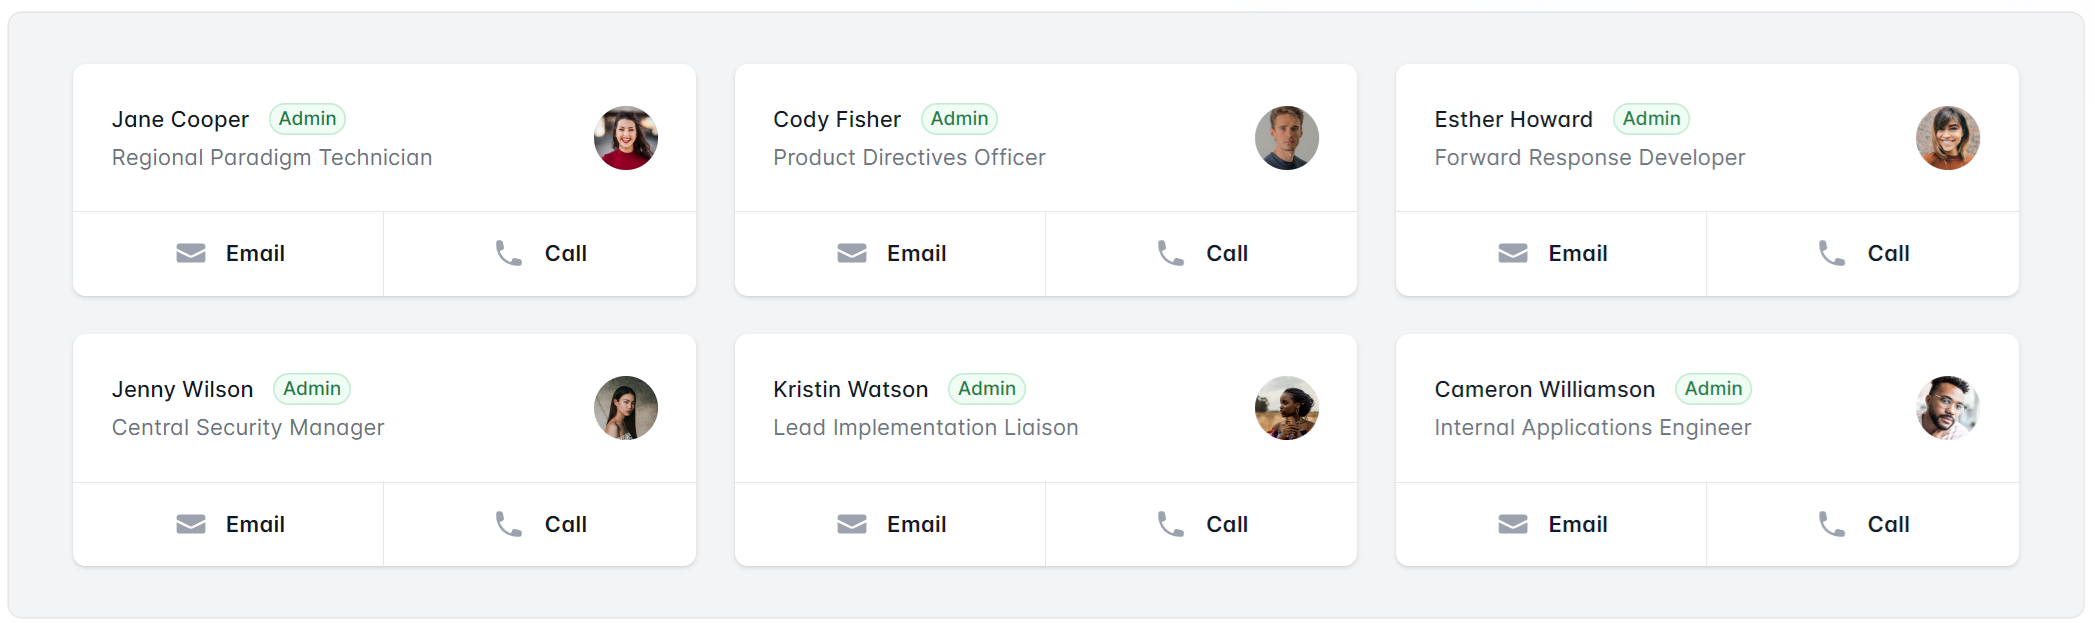 Jane Cooper Admin
Regional Paradigm Technician
Email Call
Cody Fisher Admin
Product Directives Officer
Email Call
Esther Howard Admin
Forward Response Developer
Email Call
Jenny Wilson Admin
Central Security Manager
Email Call
Kristin Watson Admin
Lead Implementation Liaison
Email Call
Cameron Williamson Admin
Internal Applications Engineer
Email Call